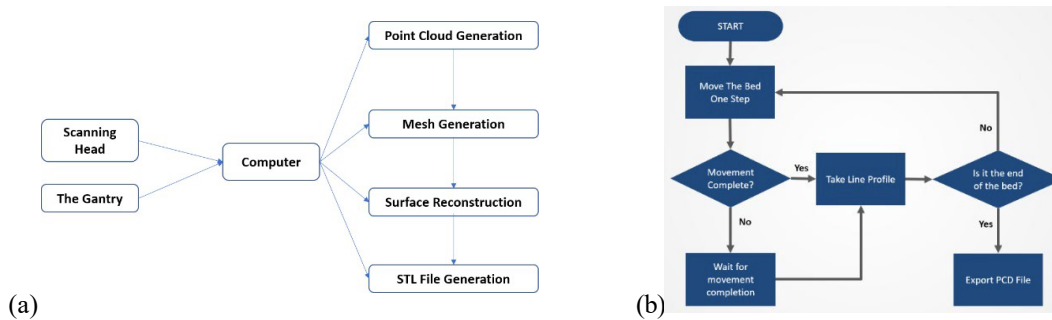 Point Cloud Generation
Mesh Generation
Scanning
Head
Computer
The Gantry
Surface Reconstruction
STL File Generation
(a)
START
Move The Bed
One Step
No
Movement
Complete?
Yes
Take Line Profile
Is it the end
of the bed?
No
Yes
Wait for
movement
completion
Export PCD File
(b)